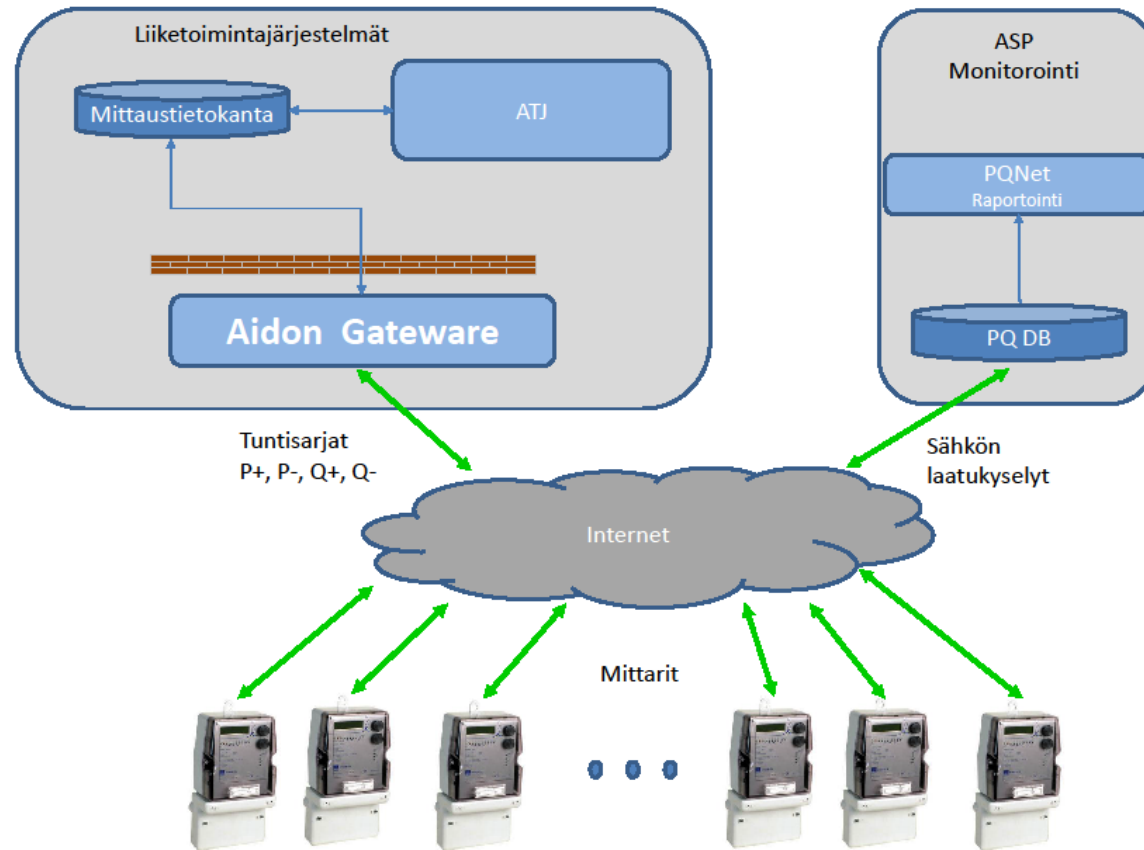 Liiketoimintajärjestelmät
Mittaustietokanta
ATJ
Aidon Gateware
ASP
Monitorointi
PQNet
Raportointi
PQ DB
Tuntisarjat
P+, P-, Q+, Q-
Sähkön
laatukyselyt
Internet
Mittarit